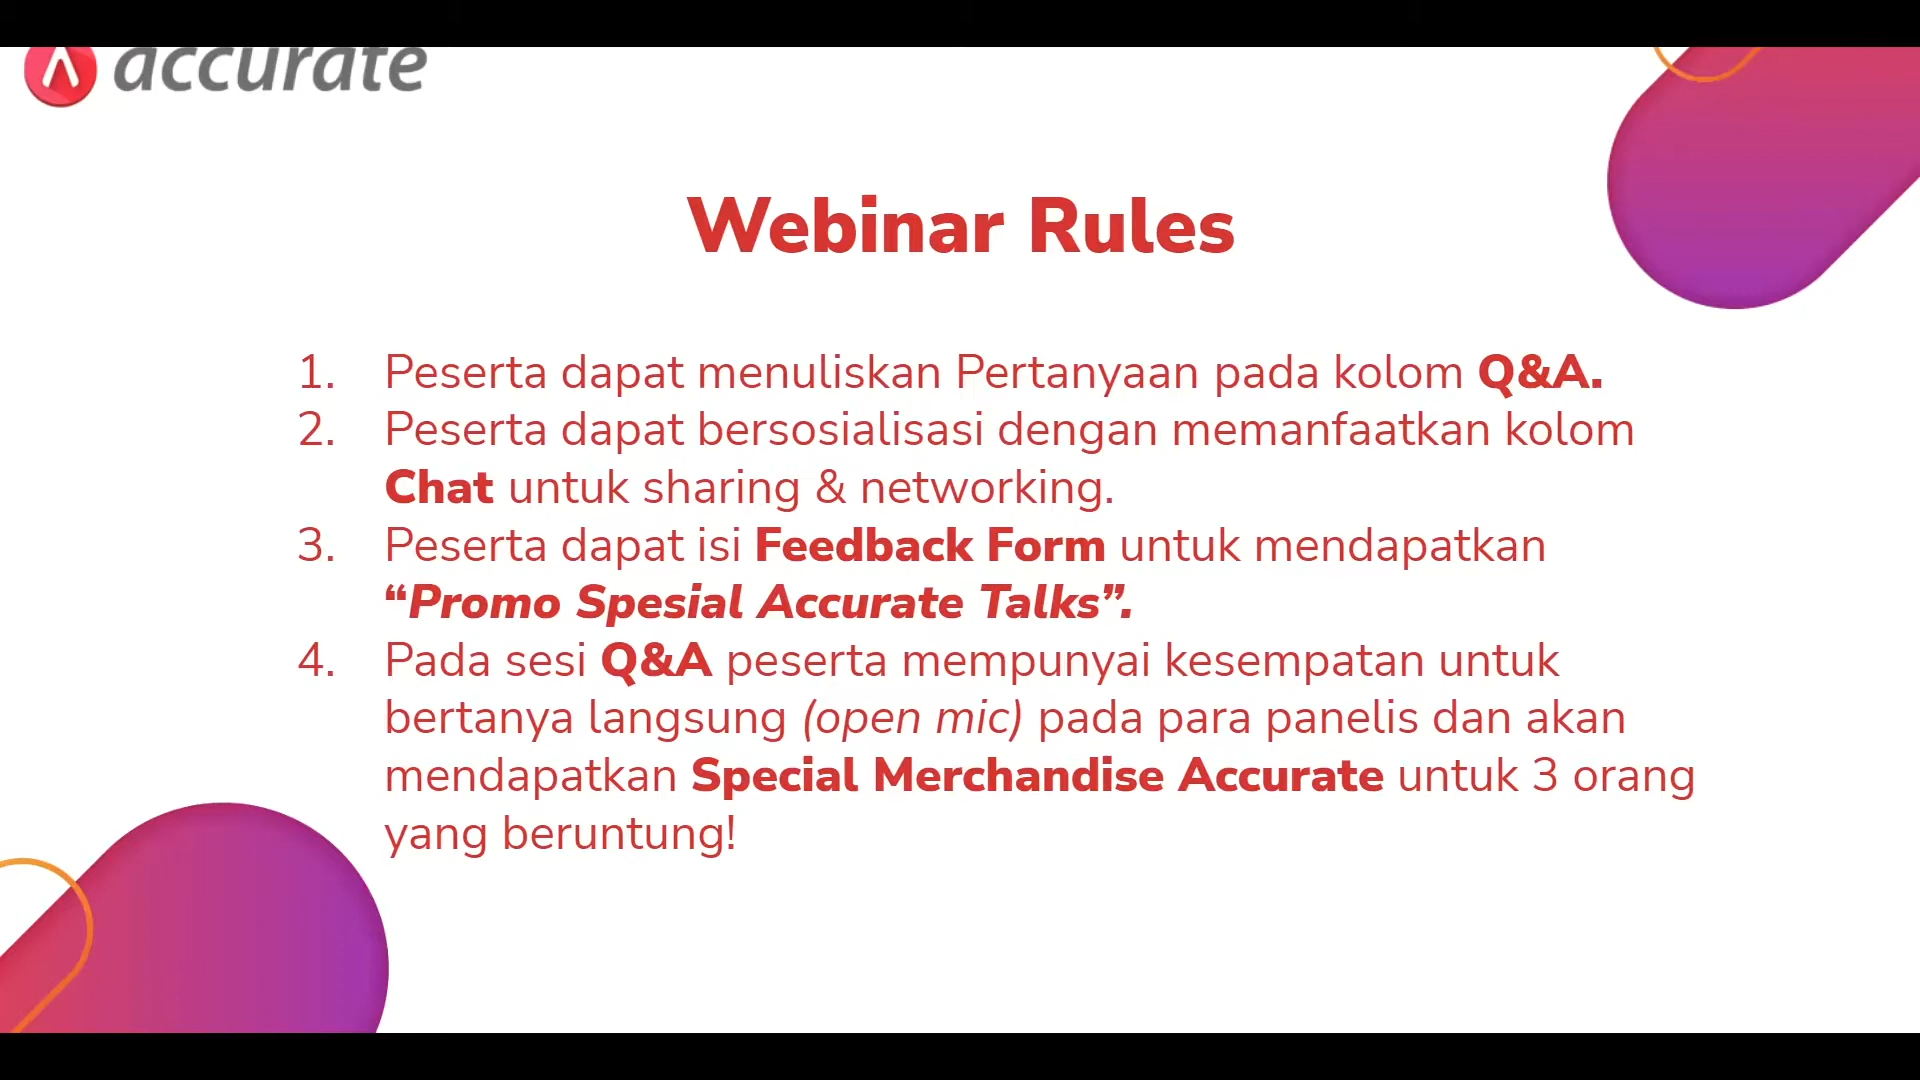 accurate
Webinar Rules
1. Peserta dapat menuliskan Pertanyaan pada kolom Q&A.
2. Peserta dapat bersosialisasi dengan memanfaatkan kolom
Chat untuk sharing & networking.
3. Peserta dapat isi Feedback Form untuk mendapatkan
“Promo Spesial Accurate Talks”.
4. Pada sesi Q&A peserta mempunyai kesempatan untuk
bertanya langsung (open mic) pada para panelis dan akan
mendapatkan Special Merchandise Accurate untuk 3 orang
yang beruntung!